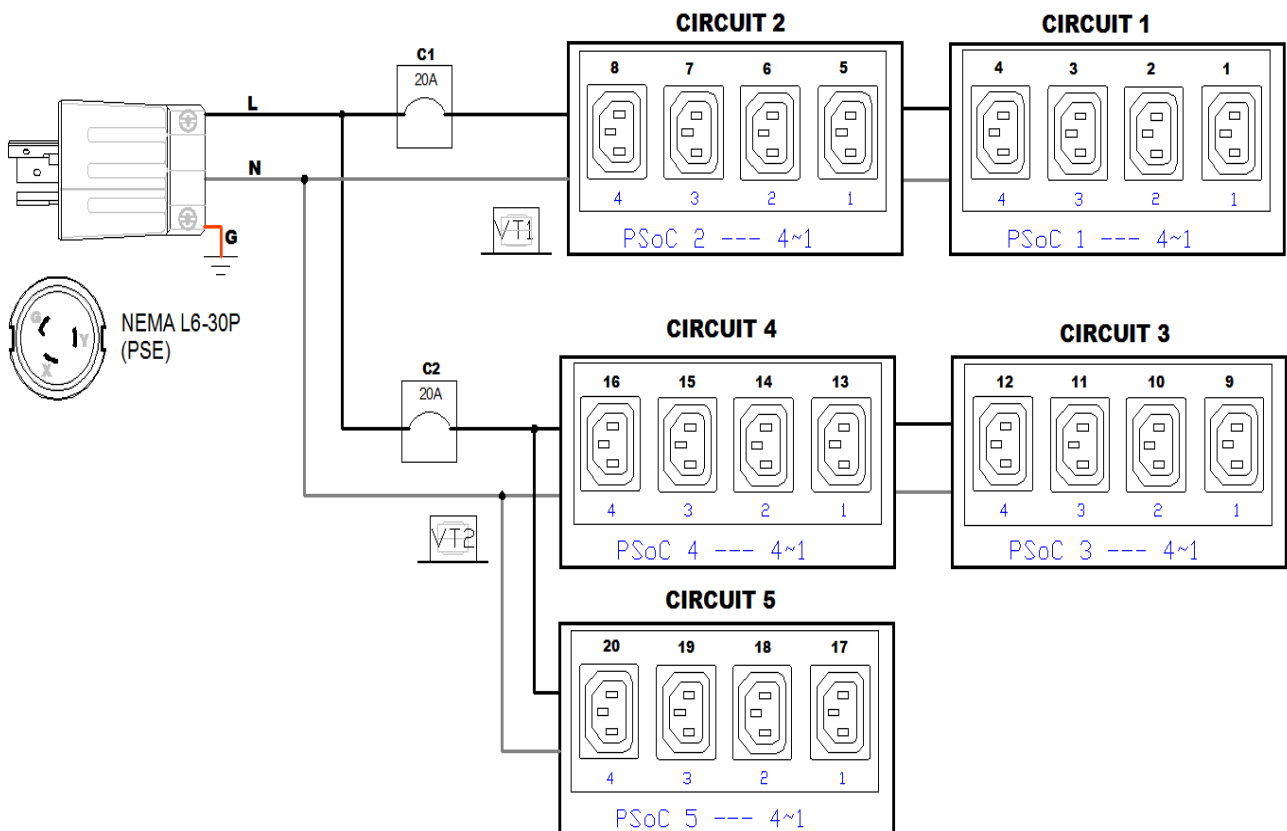 CIRCUIT 2
CIRCUIT 1
C1
20A
8 7 6 5
4 3 2 1
L
N
G
4 3 2 1
4 3 2 1
VT1
PSoC 2 --- 4~1
PSoC 1 --- 4~1
G
Y
X
NEMA L6-30P
(PSE)
CIRCUIT 4
CIRCUIT 3
C2
20A
16 15 14 13
12 11 10 9
4 3 2 1
4 3 2 1
VT2
PSoC 4 --- 4~1
PSoC 3 --- 4~1
CIRCUIT 5
20 19 18 17
4 3 2 1
PSoC 5 --- 4~1